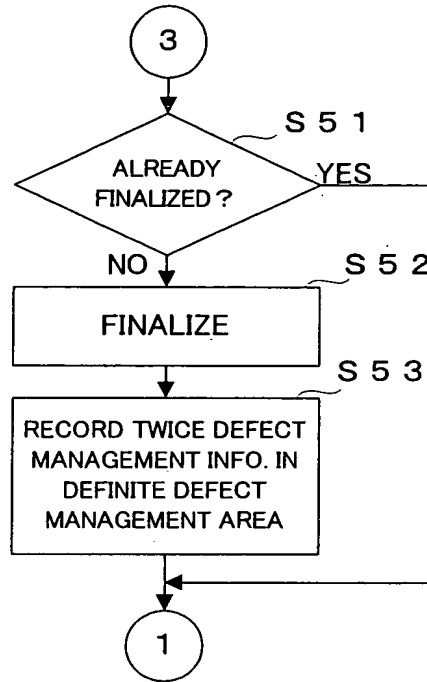 3
S51
ALREADY
FINALIZED?
YES
NO
S52
FINALIZE
S53
RECORD TWICE DEFECT
MANAGEMENT INFO. IN
DEFINITE DEFECT
MANAGEMENT AREA
1